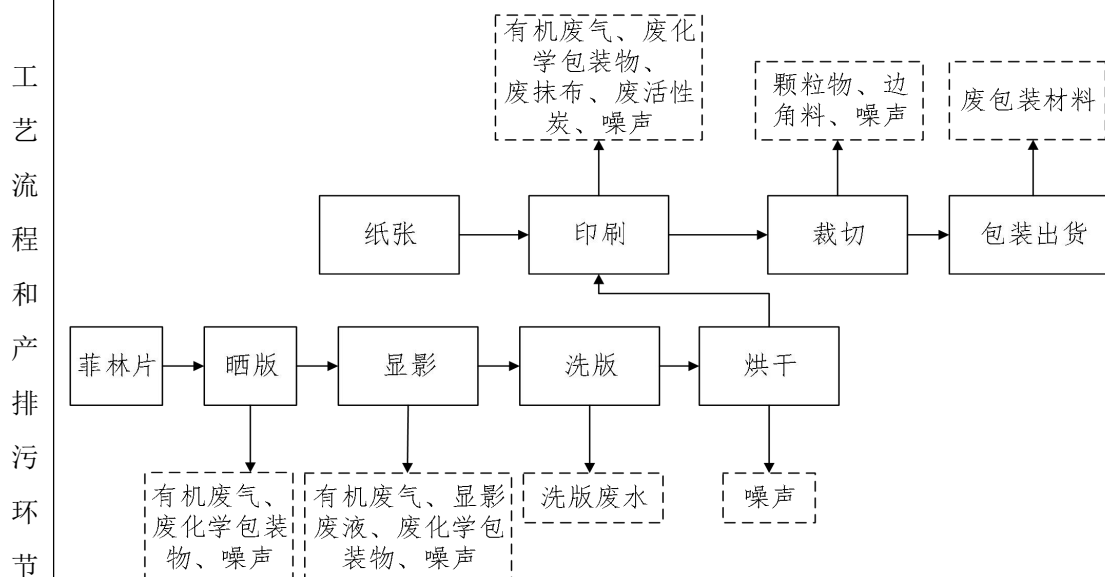 工
艺
流
程
和
产
排
污
环
节
有机废气、废化
学包装物、
废抹布、废活性
炭、噪声
颗粒物、边
角料、噪声
废包装材料
纸张
印刷
裁切
包装出货
菲林片
晒版
显影
洗版
烘干
有机废气、
废化学包装
物、噪声
有机废气、显影
废液、废化学包
装物、噪声
洗版废水
噪声